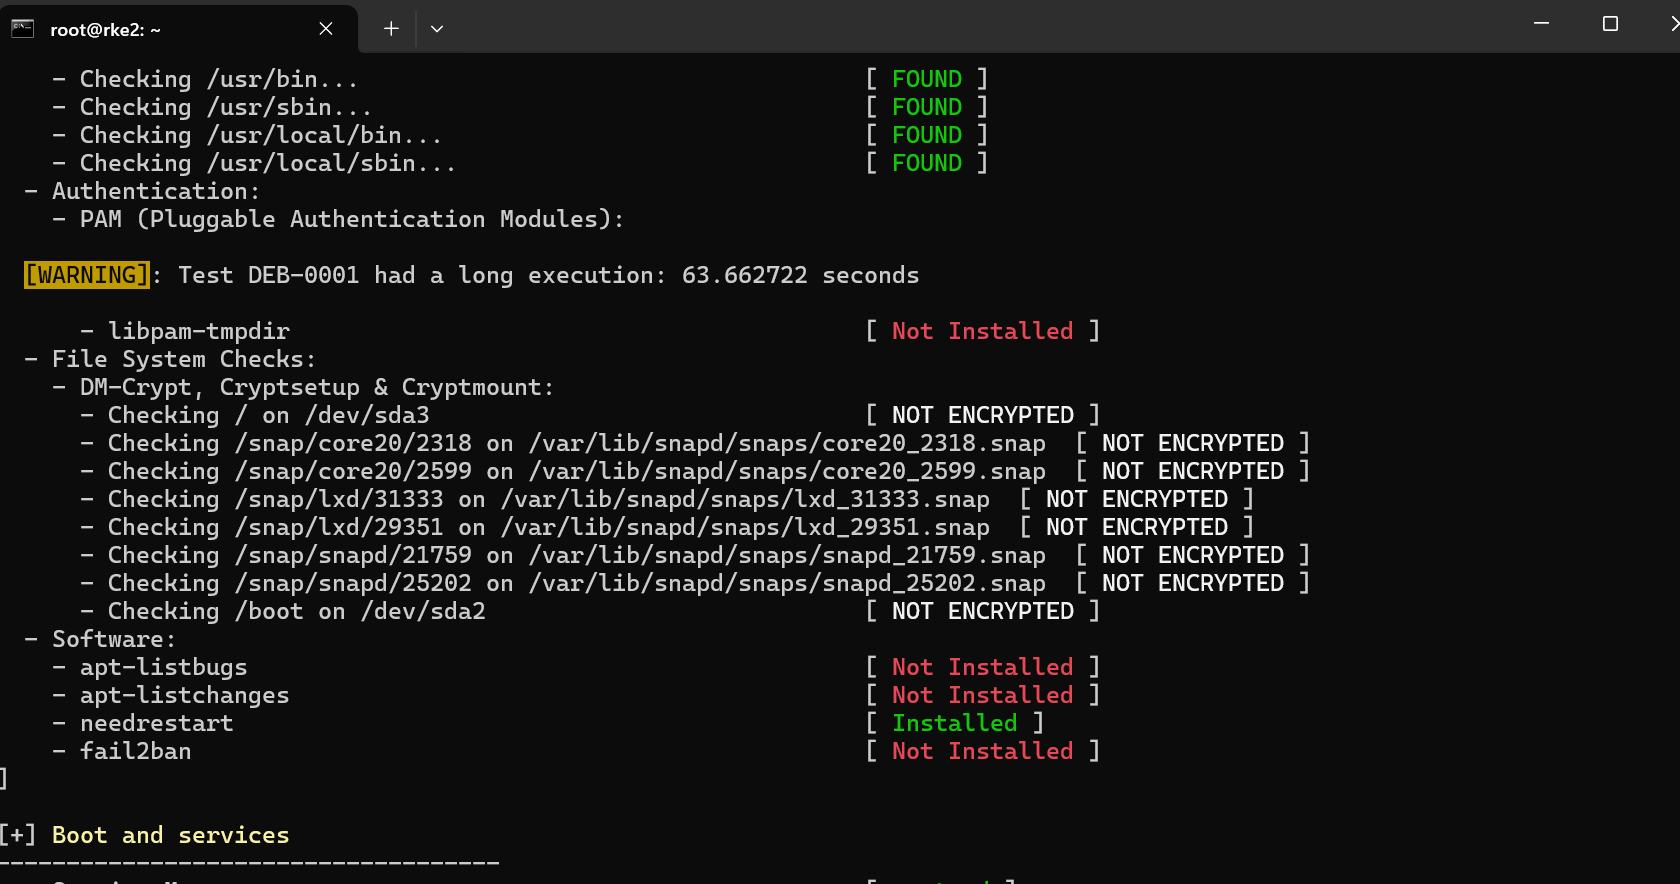 root@rke2: ~
- Checking /usr/bin... [ FOUND ]
- Checking /usr/sbin... [ FOUND ]
- Checking /usr/local/bin... [ FOUND ]
- Checking /usr/local/sbin... [ FOUND ]
- Authentication:
- PAM (Pluggable Authentication Modules):
[WARNING]: Test DEB-0001 had a long execution: 63.662722 seconds
- libpam-tmpdir [ Not Installed ]
- File System Checks:
- DM-Crypt, Cryptsetup & Cryptmount:
- Checking / on /dev/sda3 [ NOT ENCRYPTED ]
- Checking /snap/core20/2318 on /var/lib/snapd/snaps/core20_2318.snap [ NOT ENCRYPTED ]
- Checking /snap/core20/2599 on /var/lib/snapd/snaps/core20_2599.snap [ NOT ENCRYPTED ]
- Checking /snap/lxd/31333 on /var/lib/snapd/snaps/lxd_31333.snap [ NOT ENCRYPTED ]
- Checking /snap/lxd/29351 on /var/lib/snapd/snaps/lxd_29351.snap [ NOT ENCRYPTED ]
- Checking /snap/snapd/21759 on /var/lib/snapd/snaps/snapd_21759.snap [ NOT ENCRYPTED ]
- Checking /snap/snapd/25202 on /var/lib/snapd/snaps/snapd_25202.snap [ NOT ENCRYPTED ]
- Checking /boot on /dev/sda2 [ NOT ENCRYPTED ]
- Software:
- apt-listbugs [ Not Installed ]
- apt-listchanges [ Not Installed ]
- needrestart [ Installed ]
- fail2ban [ Not Installed ]
]
[+] Boot and services
------------------------------------